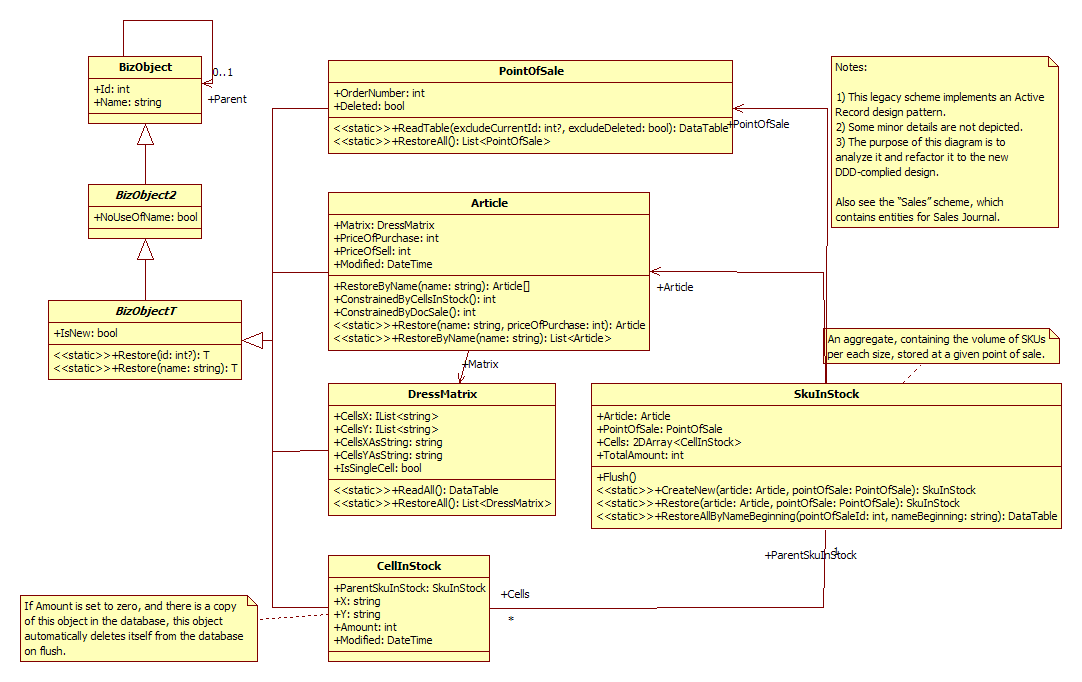 BizObject
+Id: int
+Name: string
0..1
+Parent
BizObject2
+NoUseOfName: bool
BizObjectT
+IsNew: bool
<<static>>+Restore(id: int?): T
<<static>>+Restore(name: string): T
PointOfSale
+OrderNumber: int
+Deleted: bool
<<static>>+ReadTable(excludeCurrentId: int?, excludeDeleted: bool): DataTable
<<static>>+RestoreAll(): List<PointOfSale>
+PointOfSale
Notes:
1) This legacy scheme implements an Active
Record design pattern.
2) Some minor details are not depicted.
3) The purpose of this diagram is to
analyze it and refactor it to the new
DDD-complied design.
Also see the “Sales” scheme, which
contains entities for Sales Journal.
Article
+Matrix: DressMatrix
+PriceOfPurchase: int
+PriceOfSell: int
+Modified: DateTime
+RestoreByName(name: string): Article[]
+ConstrainedByCellsInStock(): int
+ConstrainedByDocSale(): int
<<static>>+Restore(name: string, priceOfPurchase: int): Article
<<static>>+RestoreByName(name: string): List<Article>
+Article
+Matrix
An aggregate, containing the volume of SKUs
per each size, stored at a given point of sale.
DressMatrix
+CellsX: IList<string>
+CellsY: IList<string>
+CellsXAsString: string
+CellsYAsString: string
+IsSingleCell: bool
<<static>>+ReadAll(): DataTable
<<static>>+RestoreAll(): List<DressMatrix>
SkuInStock
+Article: Article
+PointOfSale: PointOfSale
+Cells: 2DArray<CellInStock>
+TotalAmount: int
+Flush()
<<static>>+CreateNew(article: Article, pointOfSale: PointOfSale): SkuInStock
<<static>>+Restore(article: Article, pointOfSale: PointOfSale): SkuInStock
<<static>>+RestoreAllByNameBeginning(pointOfSaleId: int, nameBeginning: string): DataTable
+ParentSkuInStock
1
CellInStock
+ParentSkuInStock: SkuInStock
+X: string
+Y: string
+Amount: int
+Modified: DateTime
+Cells
*
If Amount is set to zero, and there is a copy
of this object in the database, this object
automatically deletes itself from the database
on flush.